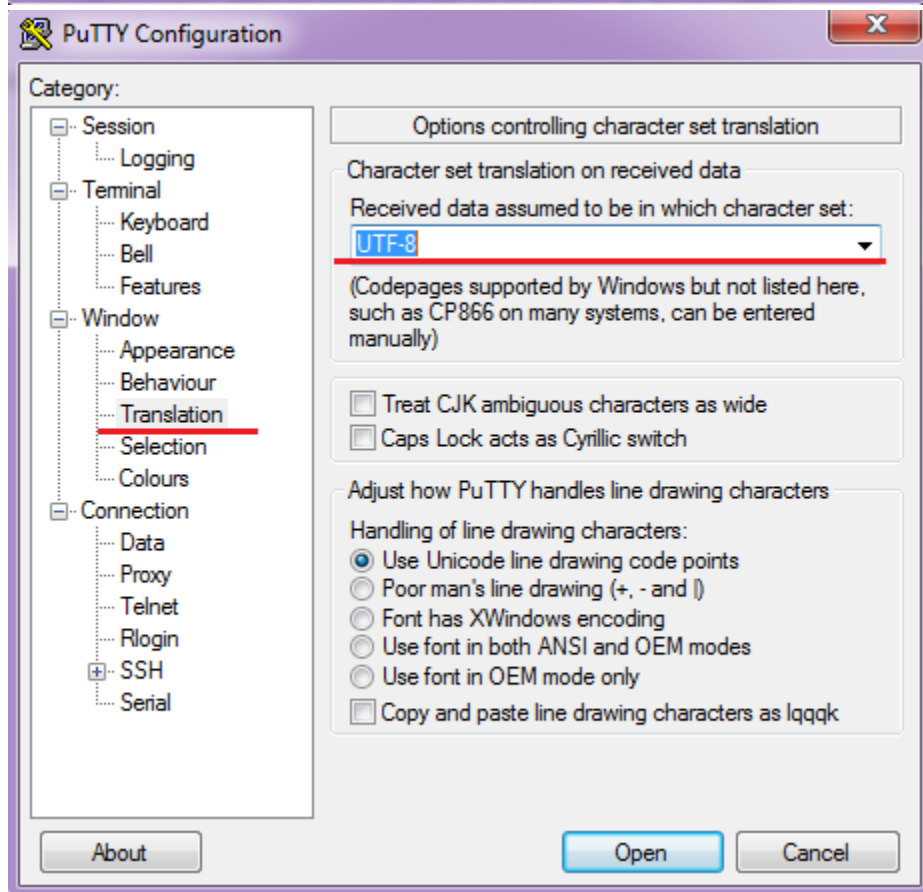 PuTTY Configuration
Category:
Session
Logging
Terminal
Keyboard
Bell
Features
Window
Appearance
Behaviour
Translation
Selection
Colours
Connection
Data
Proxy
Telnet
Rlogin
SSH
Serial
Options controlling character set translation
Character set translation on received data
Received data assumed to be in which character set:
UTF-8
(Codepages supported by Windows but not listed here,
such as CP866 on many systems, can be entered
manually)
Treat CJK ambiguous characters as wide
Caps Lock acts as Cyrillic switch
Adjust how PuTTY handles line drawing characters
Handling of line drawing characters:
Use Unicode line drawing code points
Poor man's line drawing (+, - and |)
Font has XWindows encoding
Use font in both ANSI and OEM modes
Use font in OEM mode only
Copy and paste line drawing characters as lqqqk
About
Open
Cancel